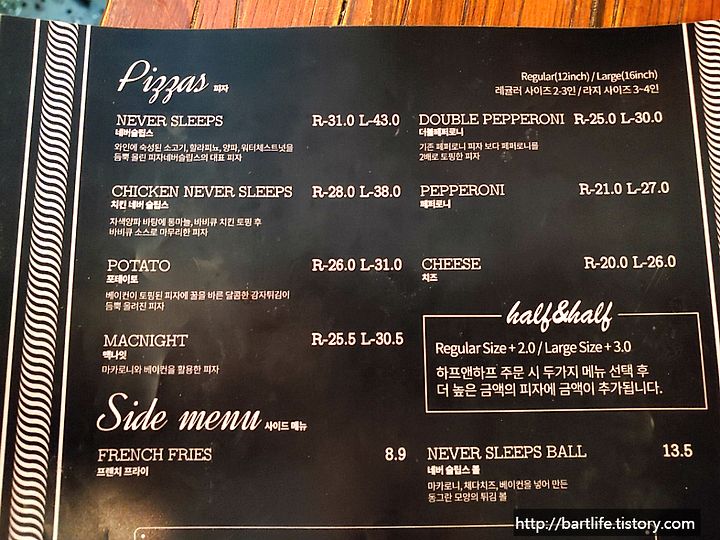 Pizzas 피자
Regular(12inch) / Large(16inch)
레귤러 사이즈 2-3인 / 라지 사이즈 3~4인
NEVER SLEEPS R-31.0 L-43.0
네버슬립스
와인에 숙성된 소고기, 할라피뇨, 양파, 워터체스트넛을
듬뿍 올린 피자네버슬립스의 대표 피자
CHICKEN NEVER SLEEPS R-28.0 L-38.0
치킨 네버 슬립스
자색양파 바탕에 통마늘, 바비큐 치킨 토핑 후
바비큐 소스로 마무리한 피자
POTATO R-26.0 L-31.0
포테이토
베이컨이 토핑된 피자에 꿀을 바른 달콤한 감자튀김이
듬뿍 올려진 피자
MACNIGHT R-25.5 L-30.5
맥나잇
마카로니와 베이컨을 활용한 피자
DOUBLE PEPPERONI R-25.0 L-30.0
더블페퍼로니
기존 페퍼로니 피자 보다 페퍼로니를
2배로 토핑한 피자
PEPPERONI R-21.0 L-27.0
페퍼로니
CHEESE R-20.0 L-26.0
치즈
half&half
Regular Size + 2.0 / Large Size + 3.0
하프앤하프 주문 시 두가지 메뉴 선택 후
더 높은 금액의 피자에 금액이 추가됩니다.
Side menu 사이드 메뉴
FRENCH FRIES 8.9
프렌치 프라이
NEVER SLEEPS BALL 13.5
네버 슬립스 볼
마카로니, 채다치즈, 베이컨을 넣어 만든
동그란 모양의 튀김 볼
http://bartlife.tistory.com